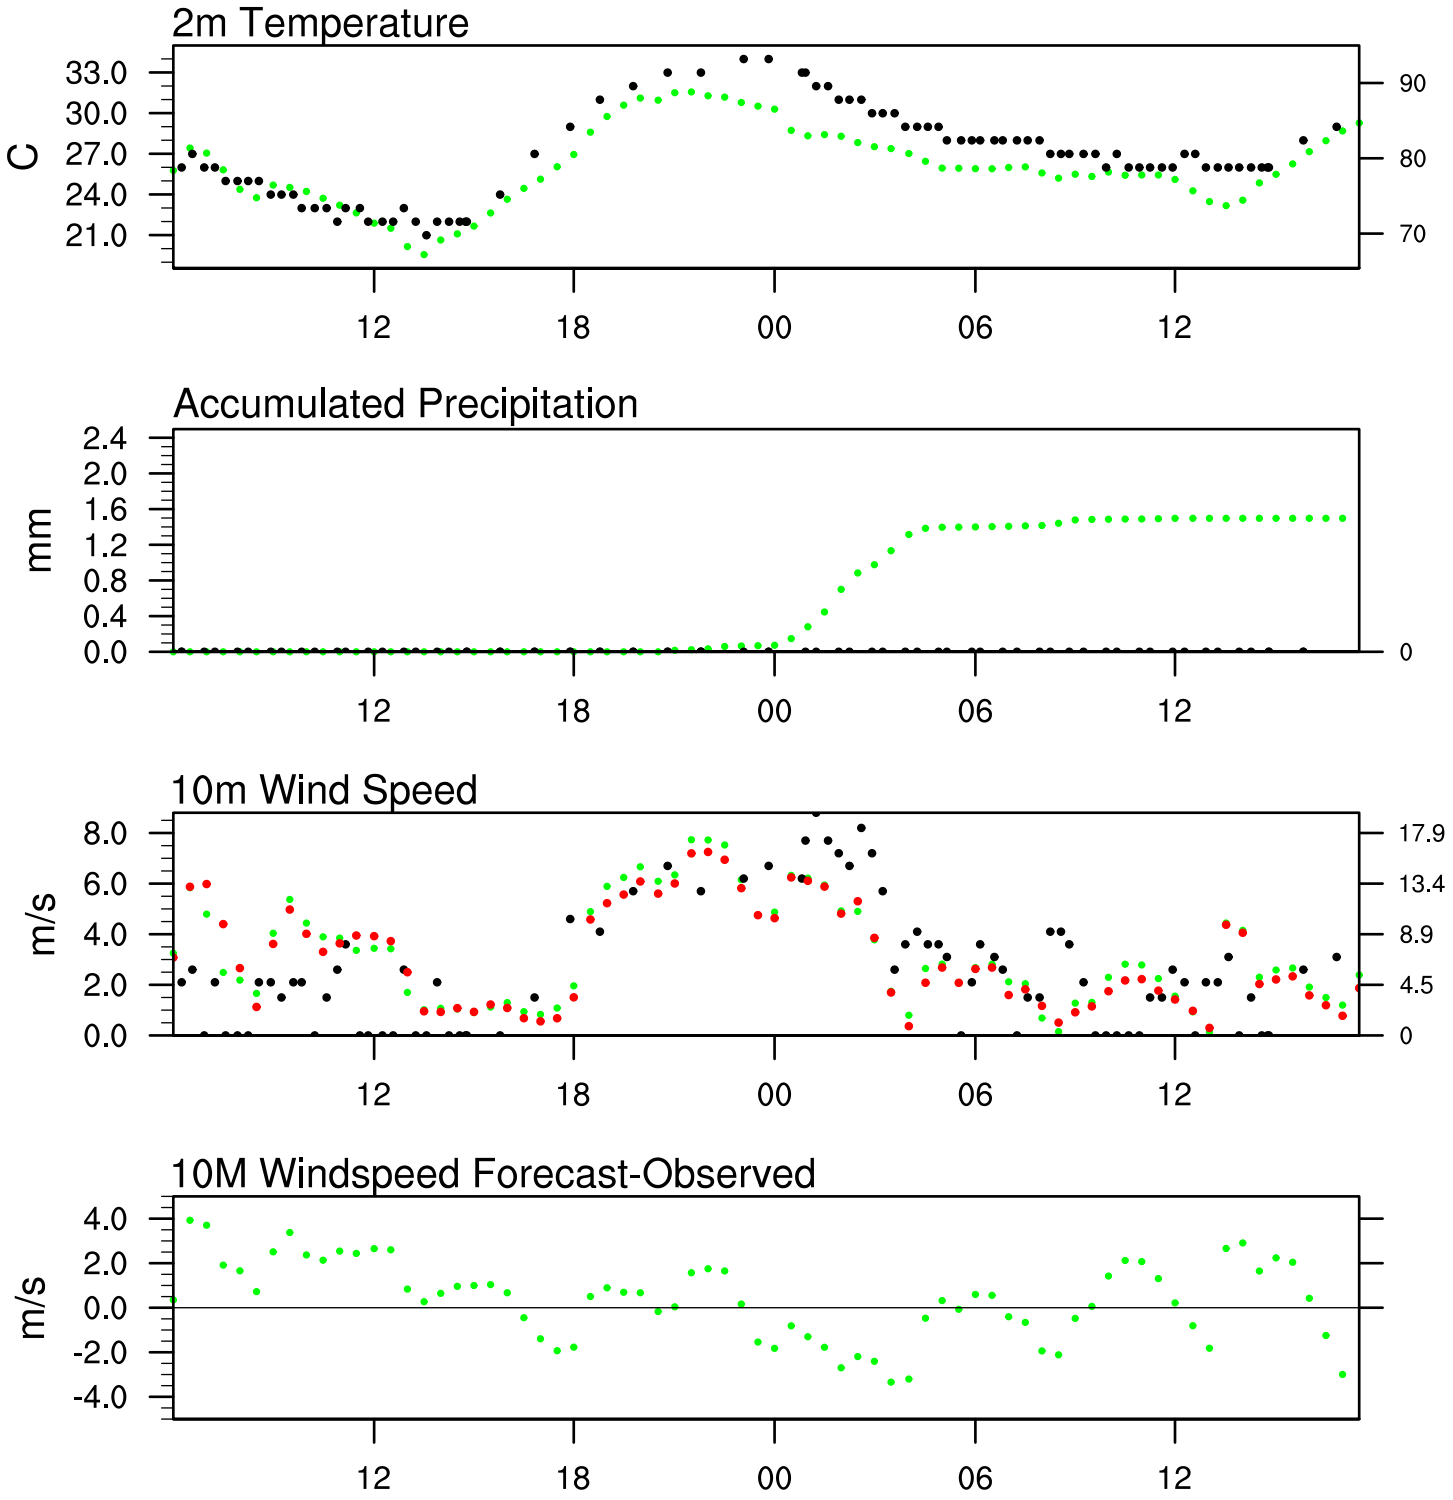 2m Temperature
33.0
30.0
27.0
24.0
21.0
C
90
80
70
12 18 00 06 12
Accumulated Precipitation
2.4
2.0
1.6
1.2
0.8
0.4
0.0
mm
0
12 18 00 06 12
10m Wind Speed
8.0
6.0
4.0
2.0
0.0
m/s
17.9
13.4
8.9
4.5
0
12 18 00 06 12
10M Windspeed Forecast-Observed
4.0
2.0
0.0
-2.0
-4.0
m/s
12 18 00 06 12